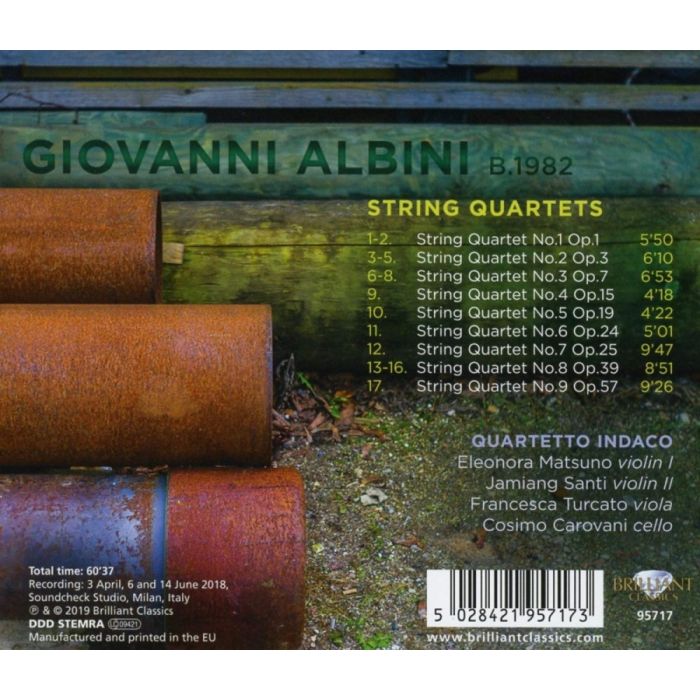 GIOVANNI ALBINI B.1982
STRING QUARTETS
1-2. String Quartet No.1 Op.1 5'50
3-5. String Quartet No.2 Op.3 6'10
6-8. String Quartet No.3 Op.7 6'53
9. String Quartet No.4 Op.15 4'18
10. String Quartet No.5 Op.19 4'22
11. String Quartet No.6 Op.24 5'01
12. String Quartet No.7 Op.25 9'47
13-16. String Quartet No.8 Op.39 8'51
17. String Quartet No.9 Op.57 9'26
QUARTETTO INDACO
Eleonora Matsuno violin I
Jamiang Santi violin II
Francesca Turcato viola
Cosimo Carovani cello
Total time: 60'37
Recording: 3 April, 6 and 14 June 2018,
Soundcheck Studio, Milan, Italy
℗ & © 2019 Brilliant Classics
DDD STEMRA LC 09421
Manufactured and printed in the EU
5 028421 957173
www.brilliantclassics.com
BRILLIANT
CLASSICS
95717